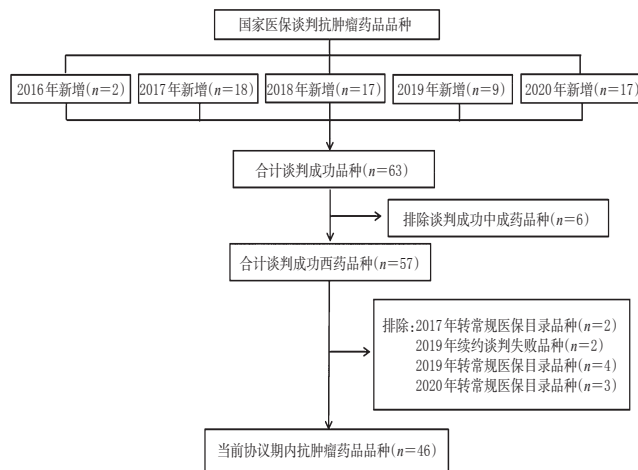 国家医保谈判抗肿瘤药品品种
2016年新增(n=2)
2017年新增(n=18)
2018年新增(n=17)
2019年新增(n=9)
2020年新增(n=17)
合计谈判成功品种(n=63)
排除谈判成功中成药品种(n=6)
合计谈判成功西药品种(n=57)
排除:2017年转常规医保目录品种(n=2)
2019年续约谈判失败品种(n=2)
2019年转常规医保目录品种(n=4)
2020年转常规医保目录品种(n=3)
当前协议期内抗肿瘤药品品种(n=46)